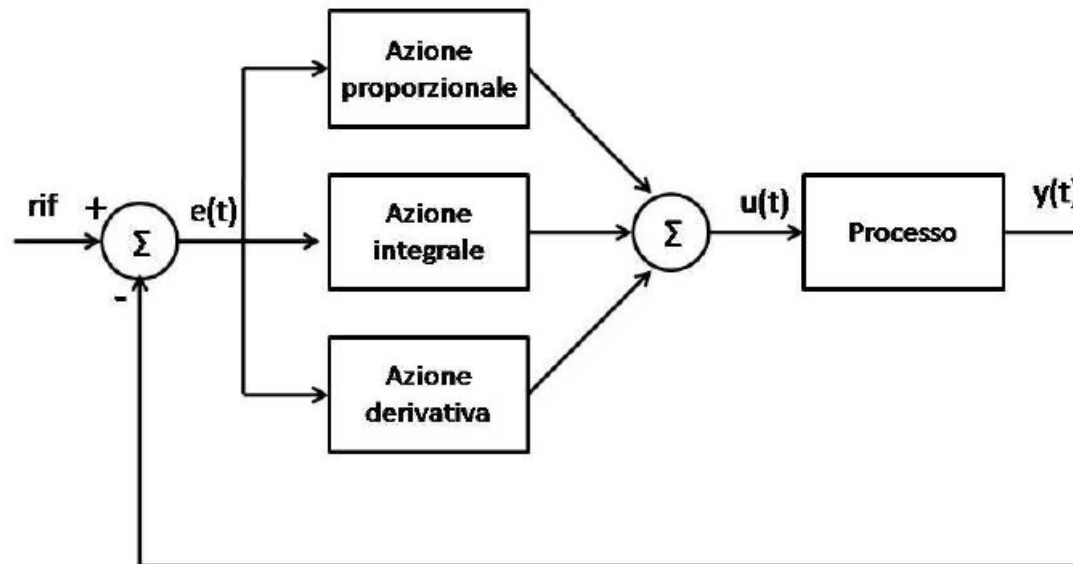 Azione
proporzionale
rif
+
Σ
e(t)
Azione
integrale
Σ
u(t)
Processo
y(t)
-
Azione
derivativa